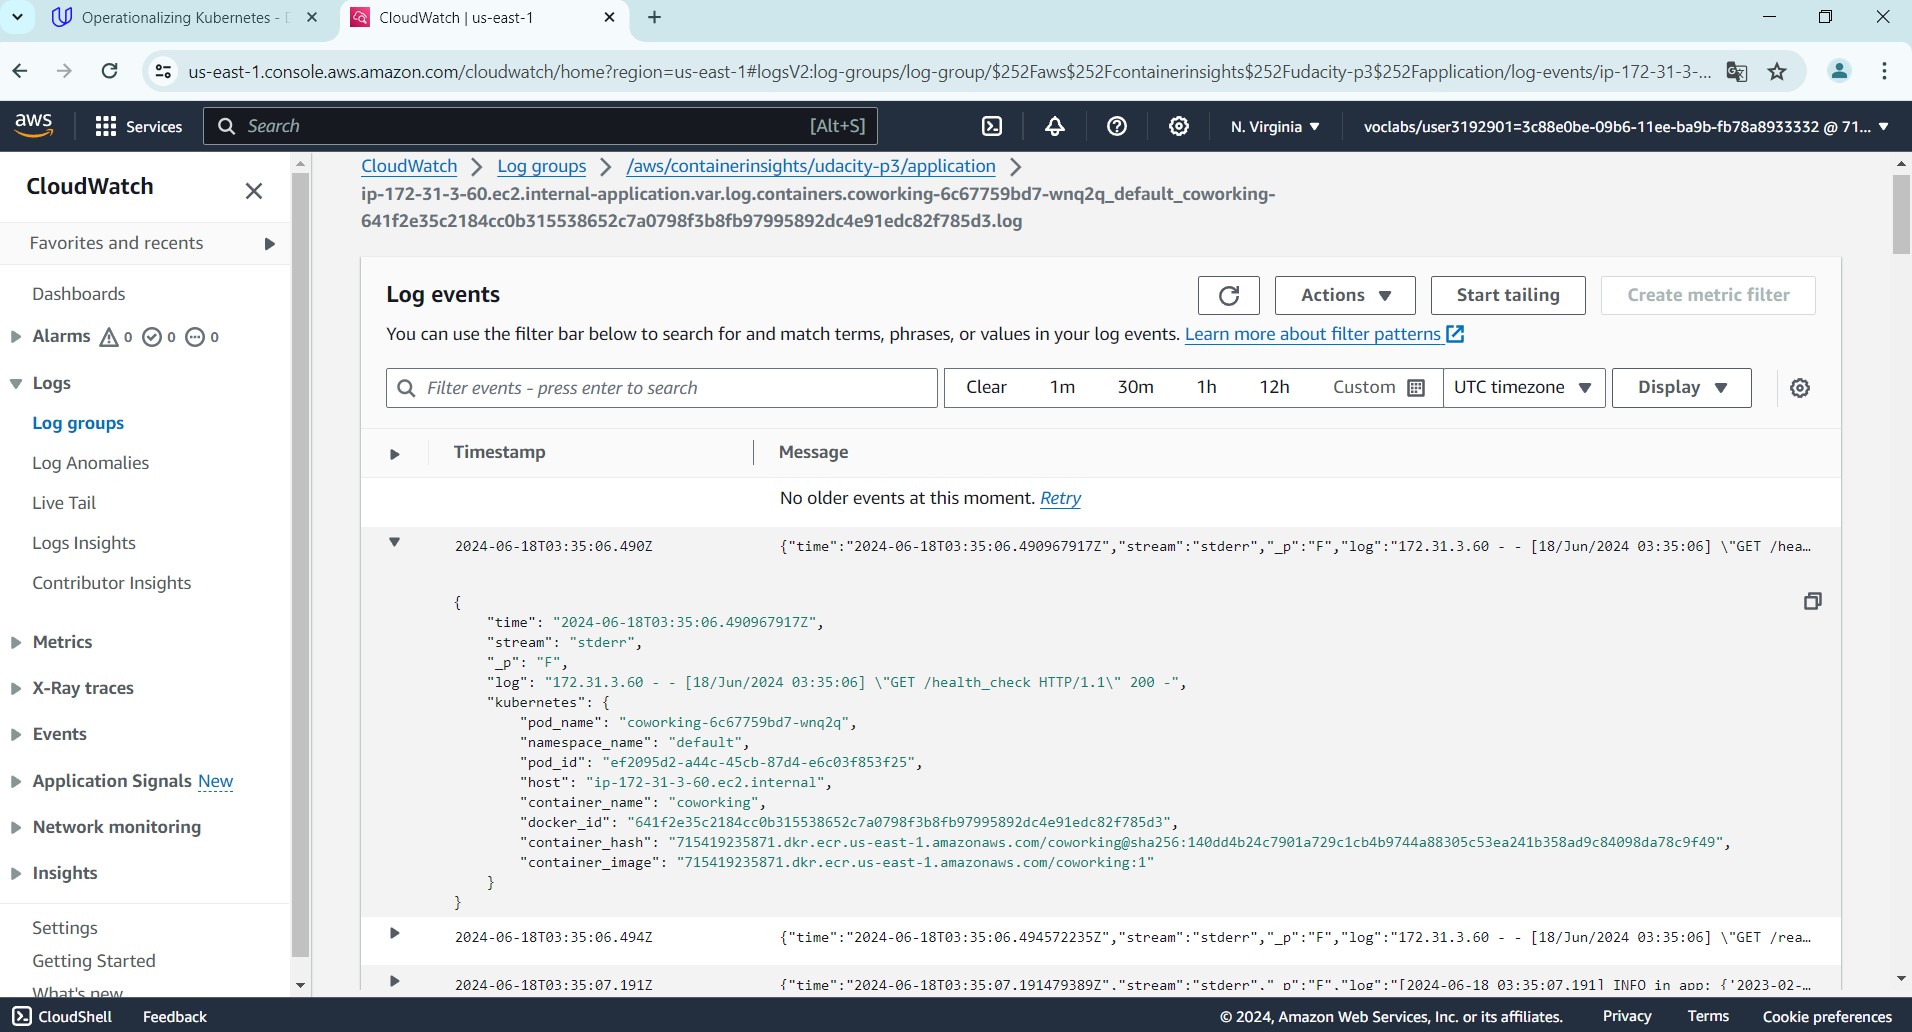 Operationalizing Kubernetes -
CloudWatch | us-east-1
us-east-1.console.aws.amazon.com/cloudwatch/home?region=us-east-1#logsV2:log-groups/log-group/$252Faws$252Fcontainerinsights$252Fudacity-p3$252Fapplication/log-events/ip-172-31-3-...
aws
Services
Search
[Alt+S]
N. Virginia
voclabs/user3192901=3c88e0be-09b6-11ee-ba9b-fb78a8933332 @ 71...
CloudWatch
Favorites and recents
Dashboards
Alarms 0 0 0
Logs
Log groups
Log Anomalies
Live Tail
Logs Insights
Contributor Insights
Metrics
X-Ray traces
Events
Application Signals New
Network monitoring
Insights
Settings
Getting Started
What's new
CloudWatch > Log groups > /aws/containerinsights/udacity-p3/application >
ip-172-31-3-60.ec2.internal-application.var.log.containers.coworking-6c67759bd7-wnq2q_default_coworking-
641f2e35c2184cc0b315538652c7a0798f3b8fb97995892dc4e91edc82f785d3.log
Log events
Actions
Start tailing
Create metric filter
You can use the filter bar below to search for and match terms, phrases, or values in your log events. Learn more about filter patterns
Filter events - press enter to search
Clear 1m 30m 1h 12h Custom
UTC timezone
Display
Timestamp Message
No older events at this moment. Retry
2024-06-18T03:35:06.490Z {"time":"2024-06-18T03:35:06.490967917Z","stream":"stderr","_p":"F","log":"172.31.3.60 - - [18/Jun/2024 03:35:06] \"GET /hea…
{
"time": "2024-06-18T03:35:06.490967917Z",
"stream": "stderr",
"_p": "F",
"log": "172.31.3.60 - - [18/Jun/2024 03:35:06] \"GET /health_check HTTP/1.1\" 200 -",
"kubernetes": {
"pod_name": "coworking-6c67759bd7-wnq2q",
"namespace_name": "default",
"pod_id": "ef2095d2-a44c-45cb-87d4-e6c03f853f25",
"host": "ip-172-31-3-60.ec2.internal",
"container_name": "coworking",
"docker_id": "641f2e35c2184cc0b315538652c7a0798f3b8fb97995892dc4e91edc82f785d3",
"container_hash": "715419235871.dkr.ecr.us-east-1.amazonaws.com/coworking@sha256:140dd4b24c7901a729c1cb4b9744a88305c53ea241b358ad9c84098da78c9f49",
"container_image": "715419235871.dkr.ecr.us-east-1.amazonaws.com/coworking:1"
}
}
2024-06-18T03:35:06.494Z {"time":"2024-06-18T03:35:06.494572235Z","stream":"stderr","_p":"F","log":"172.31.3.60 - - [18/Jun/2024 03:35:06] \"GET /rea…
2024-06-18T03:35:07.191Z {"time":"2024-06-18T03:35:07.191479389Z","stream":"stderr","_p":"F","log":"[2024-06-18 03:35:07,191] INFO in app: {'2023-02-…
CloudShell
Feedback
© 2024, Amazon Web Services, Inc. or its affiliates.
Privacy
Terms
Cookie preferences